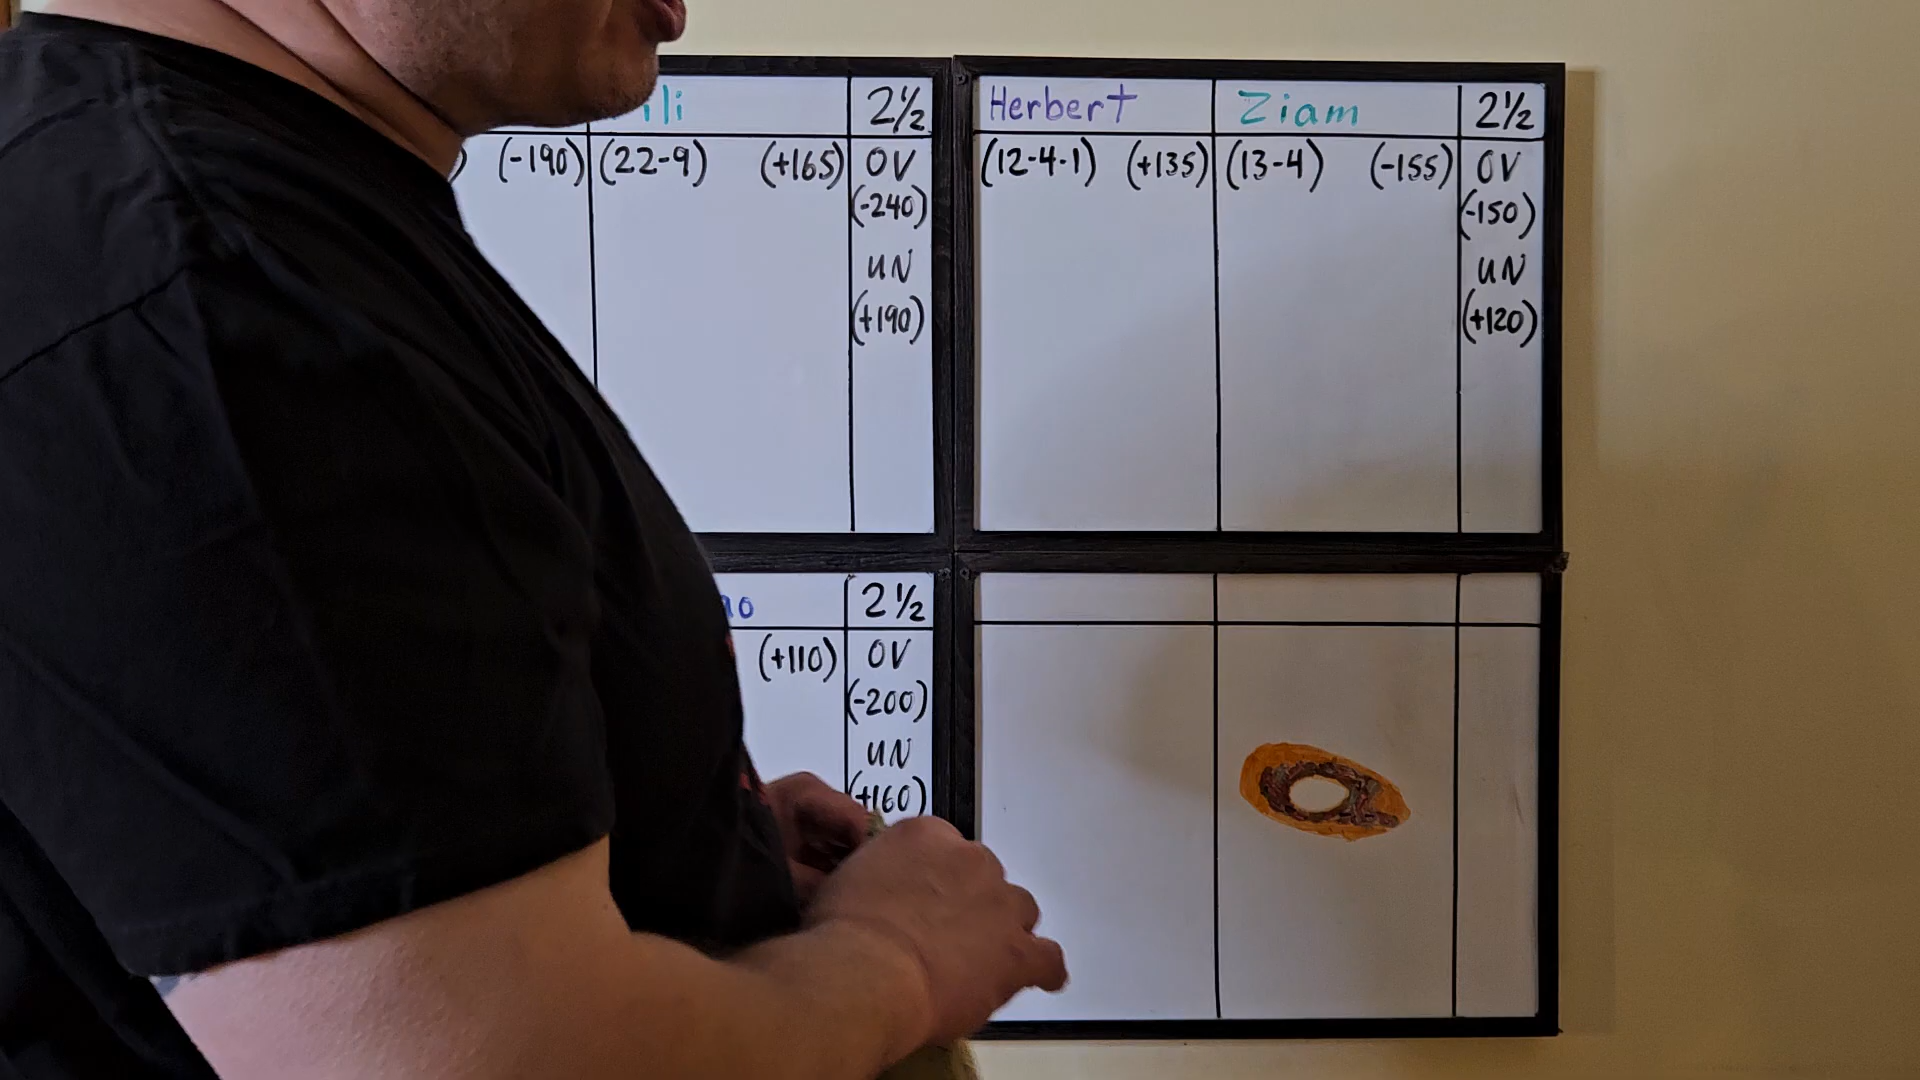 2½
(-190) (22-9) (+165) OV
(-240)
UN
(+190)
Herbert Ziam 2½
(12-4-1) (+135) (13-4) (-155) OV
(-150)
UN
(+120)
2½
(+110) OV
(-200)
UN
(+160)